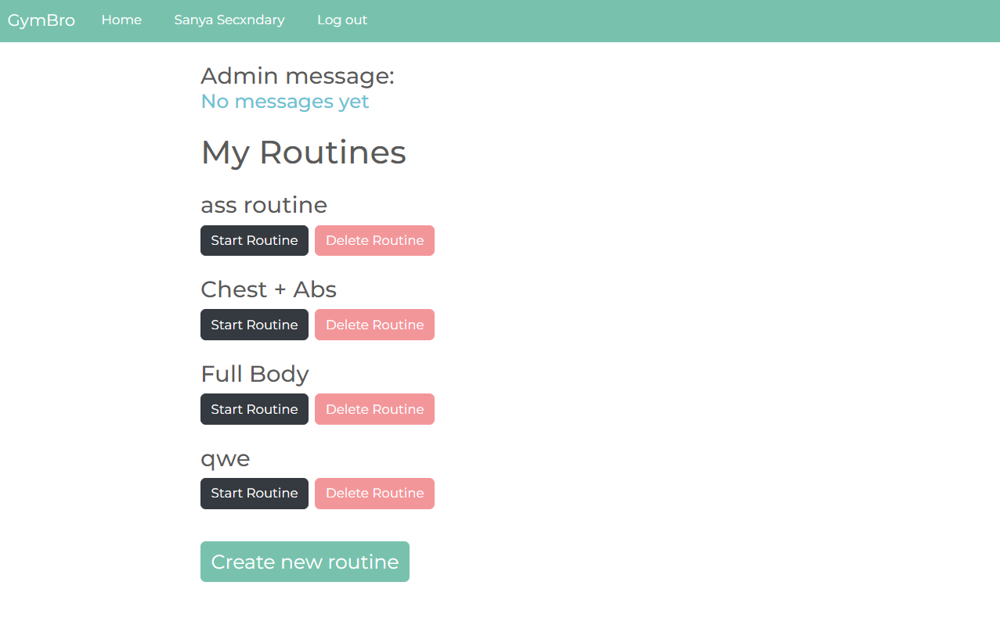 GymBro Home Sanya Secxndary Log out
Admin message:
No messages yet
My Routines
ass routine
Start Routine Delete Routine
Chest + Abs
Start Routine Delete Routine
Full Body
Start Routine Delete Routine
qwe
Start Routine Delete Routine
Create new routine